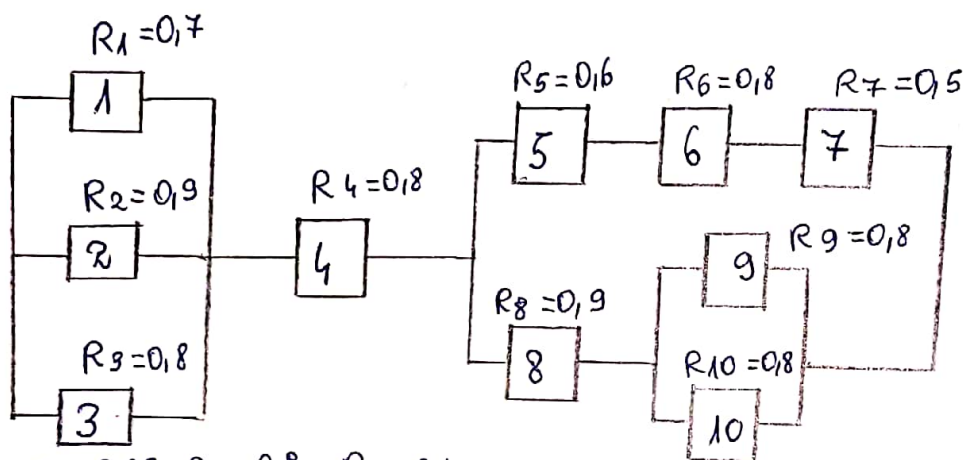 R1=0,7
1
R2=0,9
2
R3=0,8
3
R4=0,8
4
R5=0,6
5
R6=0,8
6
R7=0,5
7
R8=0,9
8
R9=0,8
9
R10=0,8
10